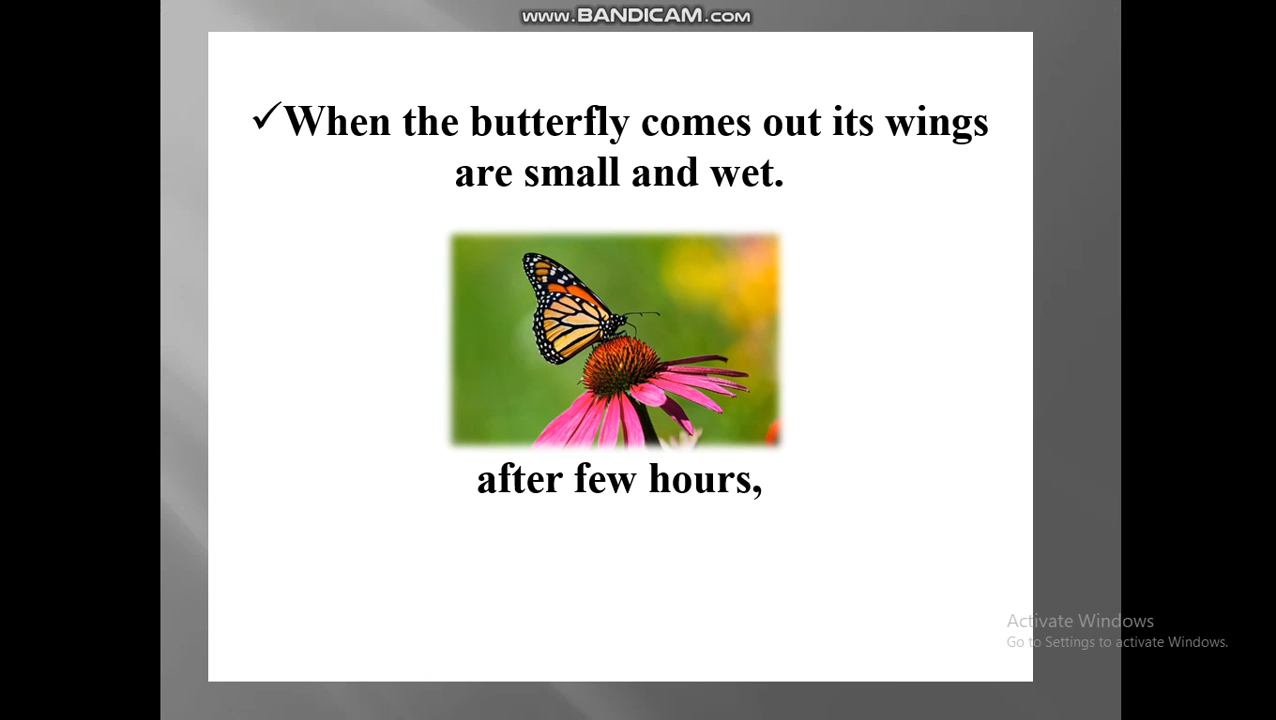 www.BANDICAM.com
✓When the butterfly comes out its wings
are small and wet.
after few hours,
Activate Windows
Go to Settings to activate Windows.